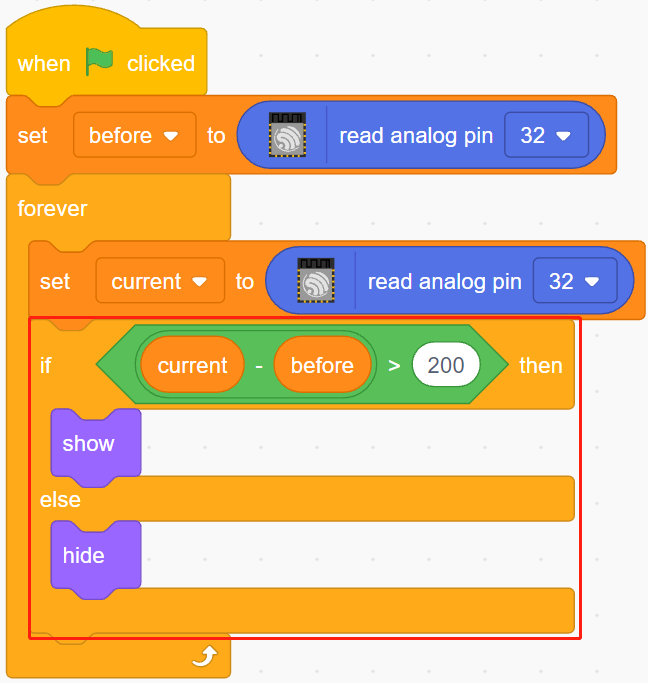 when clicked
set before to read analog pin 32
forever
set current to read analog pin 32
if current - before > 200 then
show
else
hide